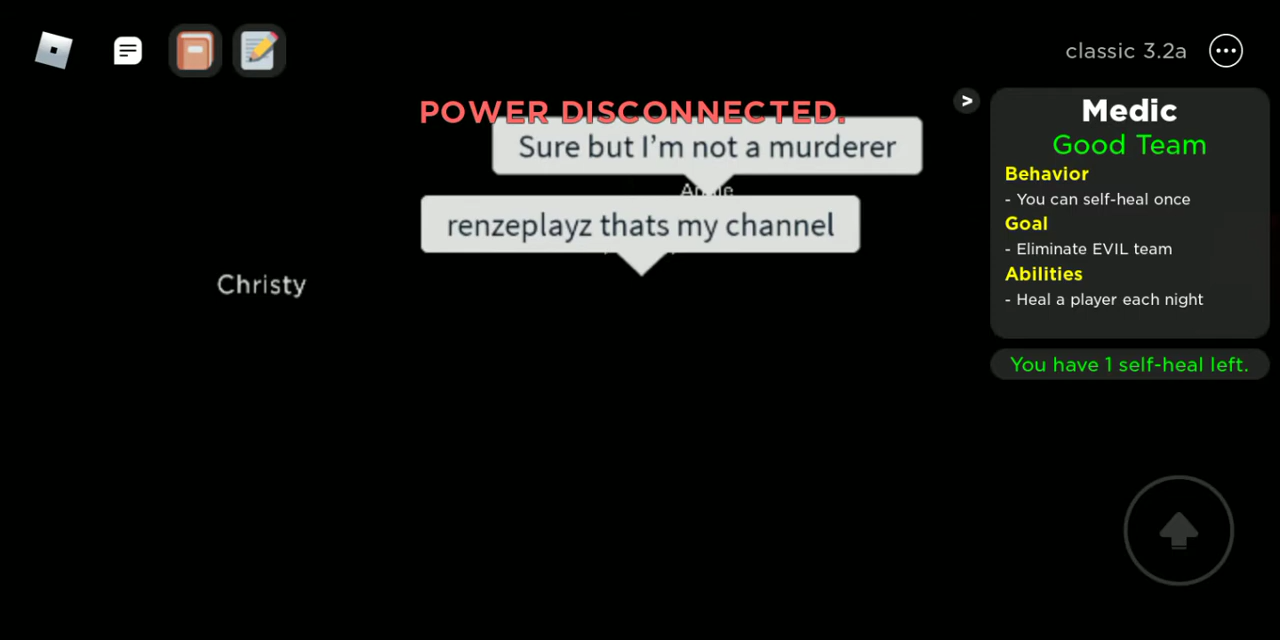 classic 3.2a
POWER DISCONNECTED.
Sure but I'm not a murderer
renzeplayz thats my channel
Christy
>
Medic
Good Team
Behavior
- You can self-heal once
Goal
- Eliminate EVIL team
Abilities
- Heal a player each night
You have 1 self-heal left.